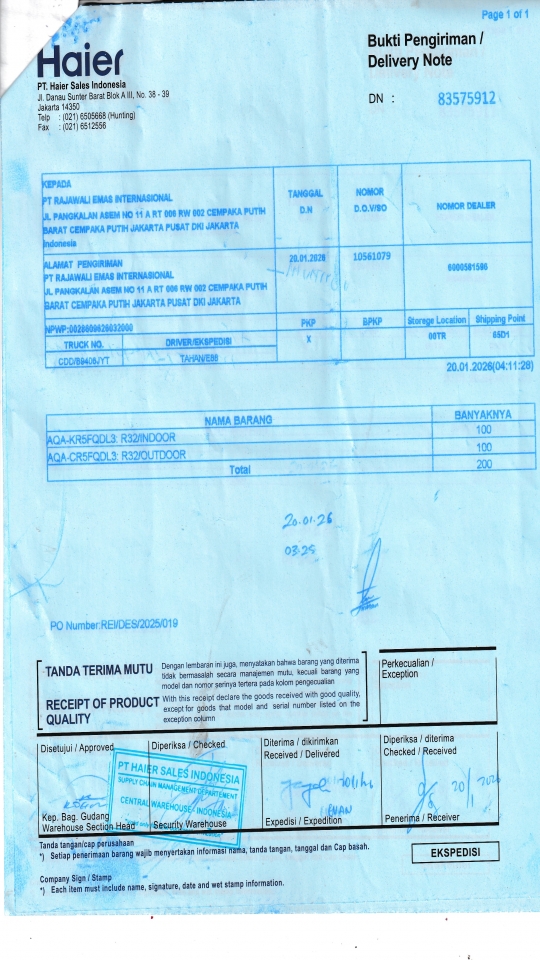 Page 1 of 1
Haier
Bukti Pengiriman /
Delivery Note
PT. Haier Sales Indonesia
Jl. Danau Sunter Barat Blok A III, No. 38 - 39
Jakarta 14350
Telp : (021) 6505668 (Hunting)
Fax : (021) 6512556
DN : 83575912
KEPADA
PT RAJAWALI EMAS INTERNASIONAL
JL PANGKALAN ASEM NO 11 A RT 006 RW 002 CEMPAKA PUTIH
BARAT CEMPAKA PUTIH JAKARTA PUSAT DKI JAKARTA
Indonesia
TANGGAL
D.N
NOMOR
D.O.V/SO
NOMOR DEALER
ALAMAT PENGIRIMAN
PT RAJAWALI EMAS INTERNASIONAL
JL PANGKALAN ASEM NO 11 A RT 006 RW 002 CEMPAKA PUTIH
BARAT CEMPAKA PUTIH JAKARTA PUSAT DKI JAKARTA
20.01.2026
10561079
NPWP:0028609626032000
PKP
BPKP
Storege Location
Shipping Point
TRUCK NO.
DRIVER/EKSPEDISI
X
00TR
85D1
CDD/B9406JYT
TAHAN/E88
20.01.2026(04:11:28)
NAMA BARANG BANYAKNYA
AQA-KR5FQDL3: R32/INDOOR 100
AQA-CR5FQDL3: R32/OUTDOOR 100
Total 200
20.01.26
03.25
PO Number:REI/DES/2025/019
TANDA TERIMA MUTU
Dengan lembaran ini juga, menyatakan bahwa barang yang diterima
tidak bermasalah secara manajemen mutu, kecuali barang yang
model dan nomor serinya tertera pada kolom pengecualian
RECEIPT OF PRODUCT
QUALITY
With this receipt declare the goods received with good quality,
except for goods that model and serial number listed on the
exception column
Perkecualian /
Exception
Disetujui / Approved
Diperiksa / Checked
Diterima / dikirimkan
Received / Delivered
Diperiksa / diterima
Checked / Received
PT HAIER SALES INDONESIA
SUPPLY CHAIN MANAGEMENT DEPARTEMENT
CENTRAL WAREHOUSE - INDONESIA
20/1 2026
Kep. Bag. Gudang
Warehouse Section Head
Security Warehouse
Expedisi / Expedition
Penerima / Receiver
Tanda tangan/cap perusahaan
*) Setiap penerimaan barang wajib menyertakan informasi nama, tanda tangan, tanggal dan Cap basah.
EKSPEDISI
Company Sign / Stamp
*) Each item must include name, signature, date and wet stamp information.